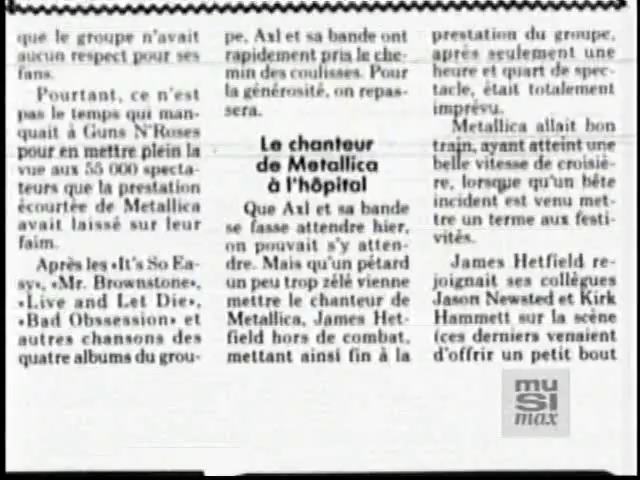 que le groupe n'avait
aucun respect pour ses
fans.
Pourtant, ce n'est
pas le temps qui man-
quait à Guns N'Roses
pour en mettre plein la
vue aux 55 000 specta-
teurs que la prestation
écourtée de Metallica
avait laissé sur leur
faim.
Après les «It's So Ea-
sy», «Mr. Brownstone»,
«Live and Let Die»,
«Bad Obssession» et
autres chansons des
quatre albums du grou-
pe, Axl et sa bande ont
rapidement pris le che-
min des coulisses. Pour
la générosité, on repas-
sera.
Le chanteur
de Metallica
à l'hôpital
Que Axl et sa bande
se fasse attendre hier,
on pouvait s'y atten-
dre. Mais qu'un pétard
un peu trop zélé vienne
mettre le chanteur de
Metallica, James Het-
field hors de combat,
mettant ainsi fin à la
prestation du groupe,
après seulement une
heure et quart de spec-
tacle, était totalement
imprévu.
Metallica allait bon
train, ayant atteint une
belle vitesse de croisiè-
re, lorsque qu'un bête
incident est venu met-
tre un terme aux festi-
vités.
James Hetfield re-
joignait ses collègues
Jason Newsted et Kirk
Hammett sur la scène
(ces derniers venaient
d'offrir un petit bout
mu
SI
max